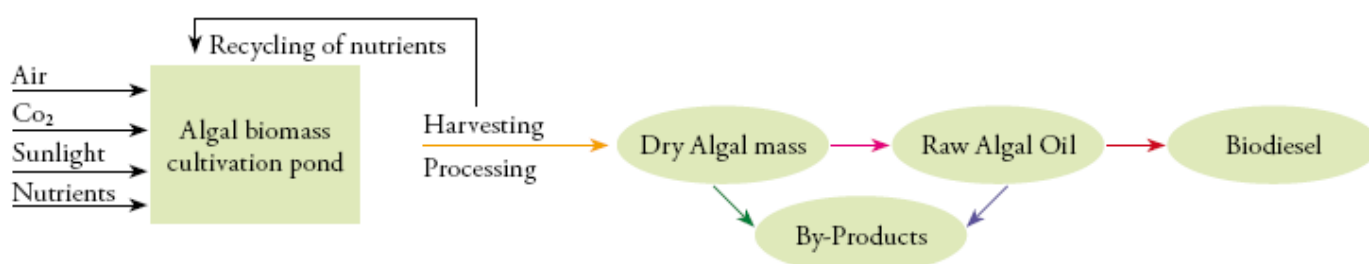 Recycling of nutrients
Air
Co₂
Sunlight
Nutrients
Algal biomass
cultivation pond
Harvesting
Processing
Dry Algal mass
Raw Algal Oil
Biodiesel
By-Products